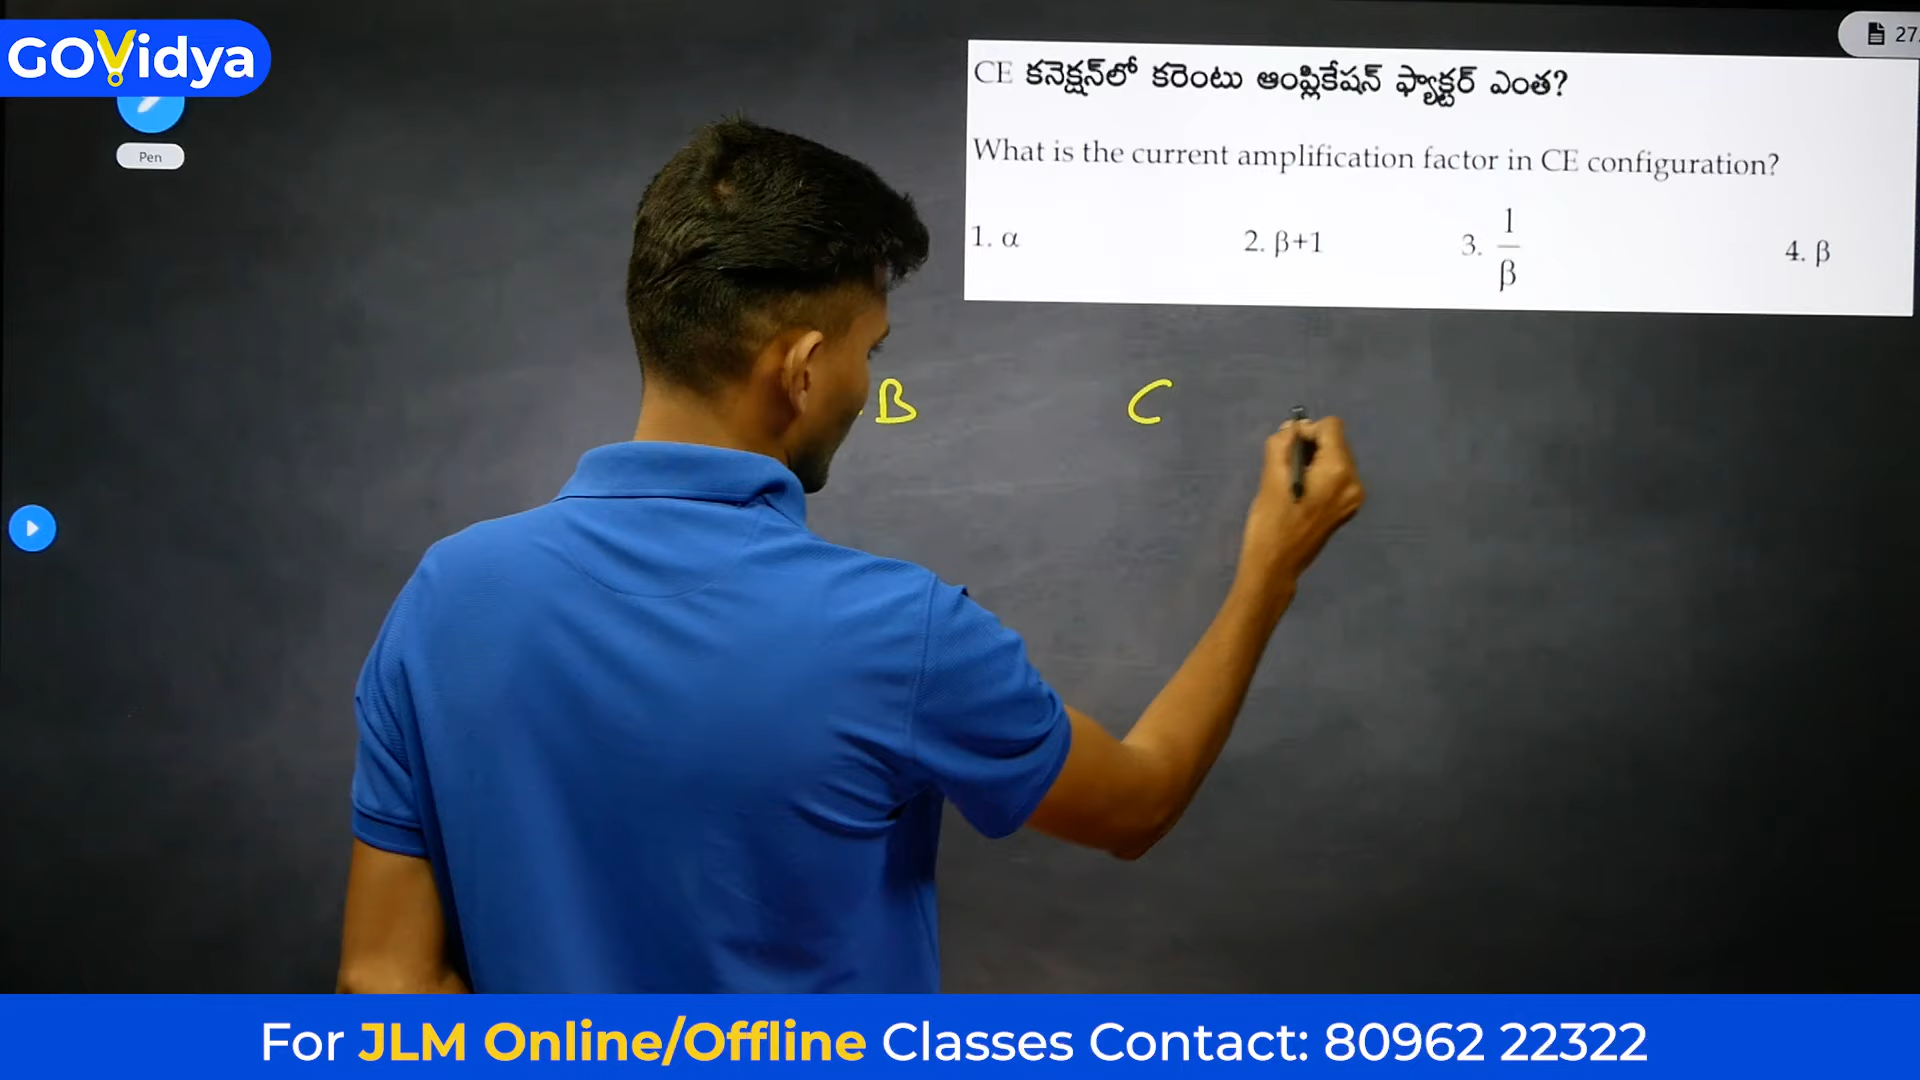 GOVidya
Pen
27
CE కనెక్షన్‌లో కరెంటు ఆంప్లికేషన్ ఫ్యాక్టర్ ఎంత?
What is the current amplification factor in CE configuration?
1. α 2. β+1 3. 1/β 4. β
B C
For JLM Online/Offline Classes Contact: 80962 22322